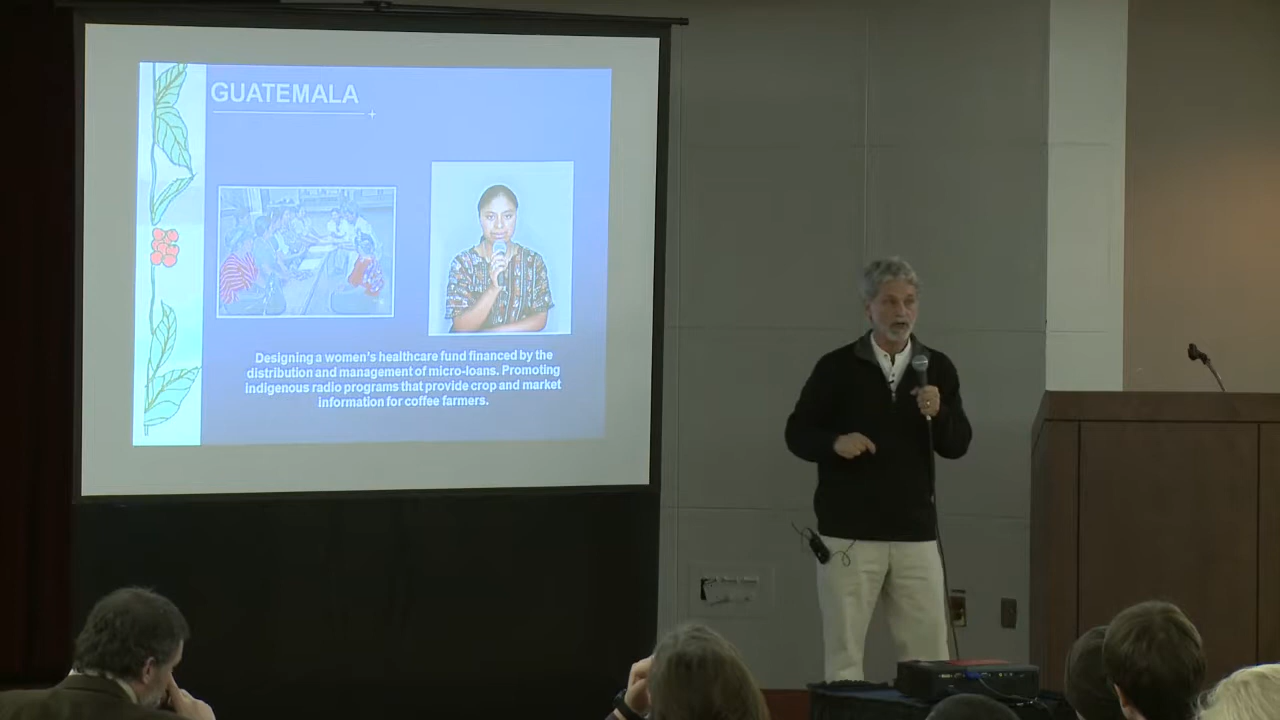 GUATEMALA
Designing a women's healthcare fund financed by the
distribution and management of micro-loans. Promoting
indigenous radio programs that provide crop and market
information for coffee farmers.